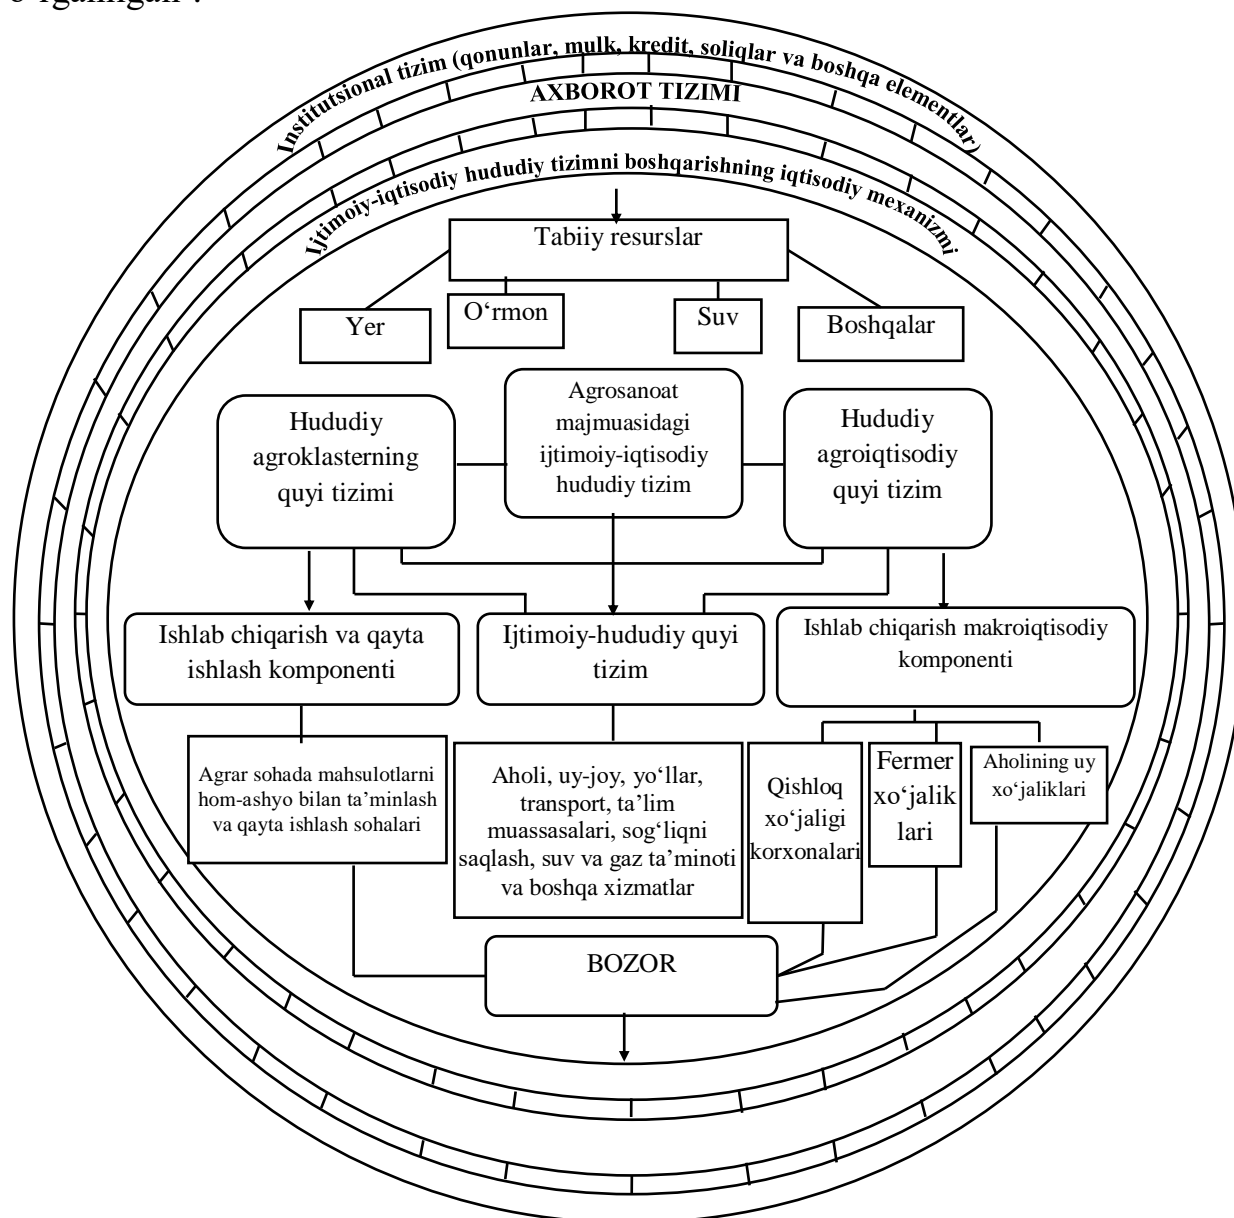 Institutsional tizim (qonunlar, mulk, kredit, soliqlar va boshqa elementlar)
AXBOROT TIZIMI
Ijtimoiy-iqtisodiy hududiy tizimni boshqarishning iqtisodiy mexanizmi
Tabiiy resurslar
Yer
O‘rmon
Suv
Boshqalar
Hududiy
agroklasterning
quyi tizimi
Agrosanoat
majmuasidagi
ijtimoiy-iqtisodiy
hududiy tizim
Hududiy
agroiqtisodiy
quyi tizim
Ishlab chiqarish va qayta
ishlash komponenti
Ijtimoiy-hududiy quyi
tizim
Ishlab chiqarish makroiqtisodiy
komponenti
Agrar sohada mahsulotlarni
hom-ashyo bilan ta’minlash
va qayta ishlash sohalari
Aholi, uy-joy, yo‘llar,
transport, ta’lim
muassasalari, sog‘liqni
saqlash, suv va gaz ta’minoti
va boshqa xizmatlar
Qishloq
xo‘jaligi
korxonalari
Fermer
xo‘jalik
lari
Aholining uy
xo‘jaliklari
BOZOR